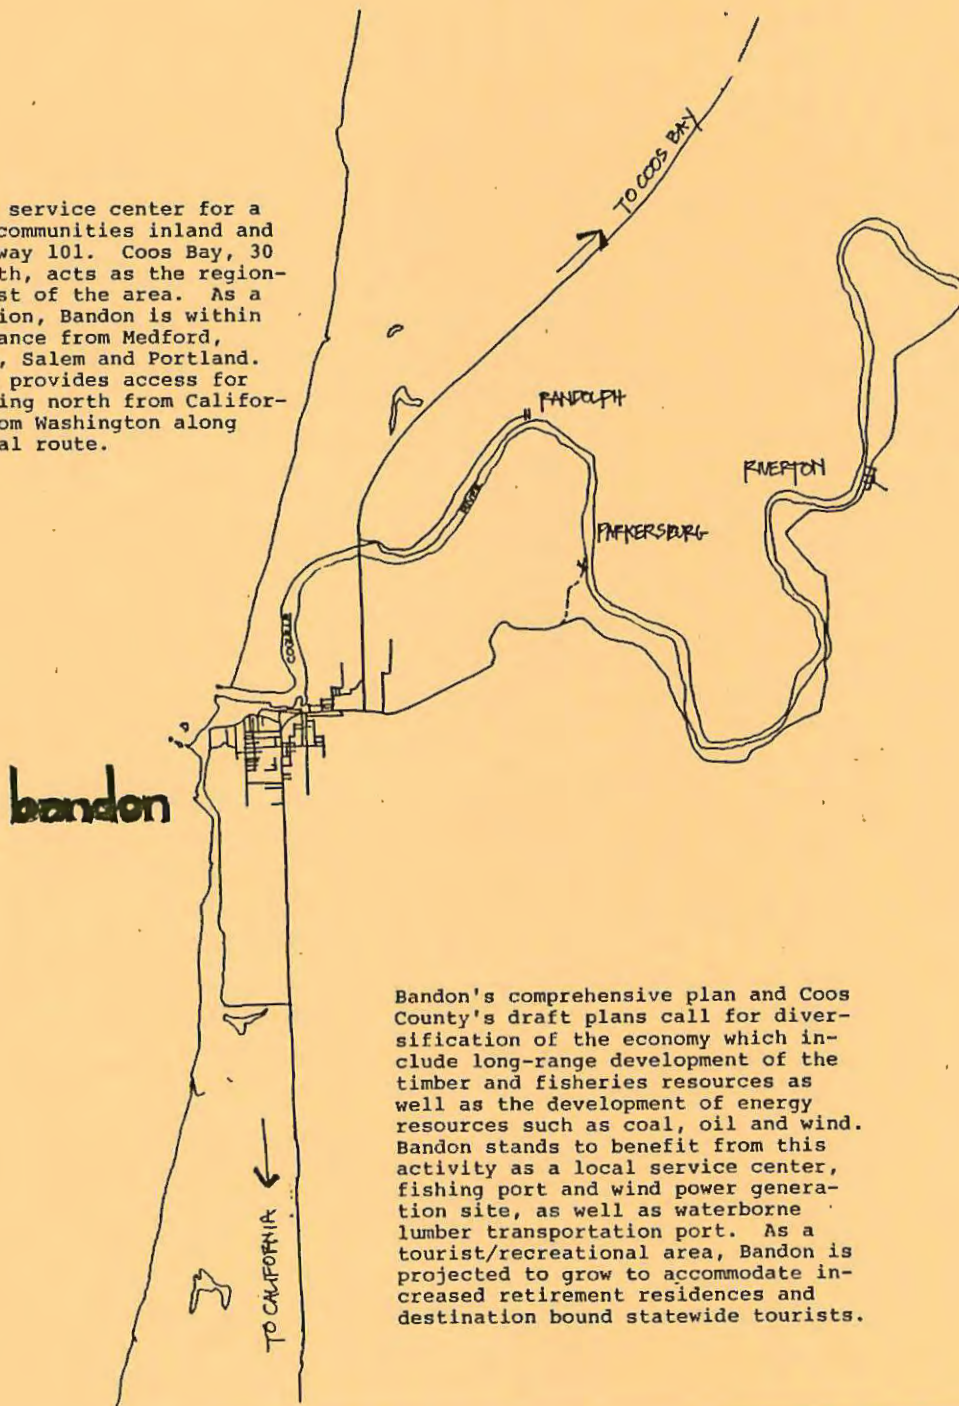 service center for a
communities inland and
way 101.  Coos Bay, 30
th, acts as the region-
st of the area.  As a
ion, Bandon is within
ance from Medford,
, Salem and Portland.
provides access for
ing north from Califor-
om Washington along
al route.
TO COOS BAY
RANDOLPH
RIVER
RIVERTON
PARKERSBURG
bandon
TO CALIFORNIA
Bandon's comprehensive plan and Coos
County's draft plans call for diver-
sification of the economy which in-
clude long-range development of the
timber and fisheries resources as
well as the development of energy
resources such as coal, oil and wind.
Bandon stands to benefit from this
activity as a local service center,
fishing port and wind power genera-
tion site, as well as waterborne
lumber transportation port.  As a
tourist/recreational area, Bandon is
projected to grow to accommodate in-
creased retirement residences and
destination bound statewide tourists.